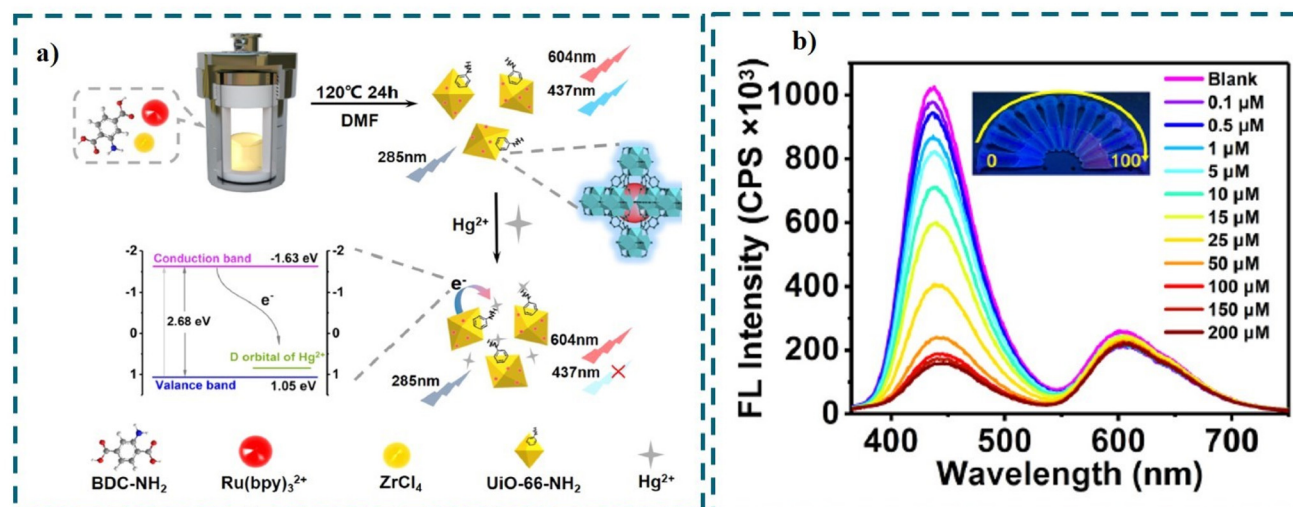 a)
120℃ 24h
DMF
604nm
437nm
285nm
Hg²⁺
Conduction band
-1.63 eV
-2
-2
-1
-1
e⁻
2.68 eV
0
0
D orbital of Hg²⁺
1
1
Valance band
1.05 eV
e⁻
604nm
437nm
285nm
BDC-NH₂
Ru(bpy)₃²⁺
ZrCl₄
UiO-66-NH₂
Hg²⁺
b)
FL Intensity (CPS ×10³)
1000
800
600
400
200
0
400
500
600
700
Wavelength (nm)
0
100
Blank
0.1 μM
0.5 μM
1 μM
5 μM
10 μM
15 μM
25 μM
50 μM
100 μM
150 μM
200 μM